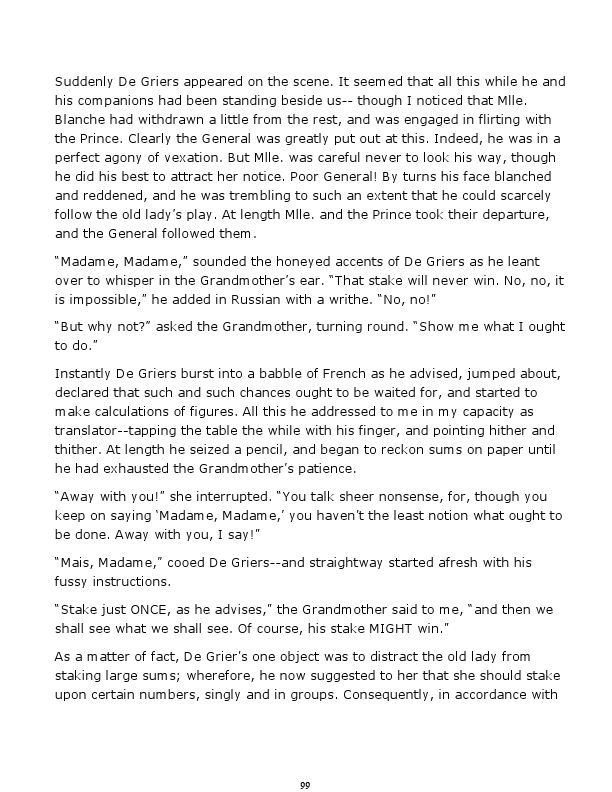 Suddenly De Griers appeared on the scene. It seemed that all this while he and
his companions had been standing beside us-- though I noticed that Mlle.
Blanche had withdrawn a little from the rest, and was engaged in flirting with
the Prince. Clearly the General was greatly put out at this. Indeed, he was in a
perfect agony of vexation. But Mlle. was careful never to look his way, though
he did his best to attract her notice. Poor General! By turns his face blanched
and reddened, and he was trembling to such an extent that he could scarcely
follow the old lady’s play. At length Mlle. and the Prince took their departure,
and the General followed them.
“Madame, Madame,” sounded the honeyed accents of De Griers as he leant
over to whisper in the Grandmother’s ear. “That stake will never win. No, no, it
is impossible,” he added in Russian with a writhe. “No, no!”
“But why not?” asked the Grandmother, turning round. “Show me what I ought
to do.”
Instantly De Griers burst into a babble of French as he advised, jumped about,
declared that such and such chances ought to be waited for, and started to
make calculations of figures. All this he addressed to me in my capacity as
translator--tapping the table the while with his finger, and pointing hither and
thither. At length he seized a pencil, and began to reckon sums on paper until
he had exhausted the Grandmother’s patience.
“Away with you!” she interrupted. “You talk sheer nonsense, for, though you
keep on saying ‘Madame, Madame,’ you haven’t the least notion what ought to
be done. Away with you, I say!”
“Mais, Madame,” cooed De Griers--and straightway started afresh with his
fussy instructions.
“Stake just ONCE, as he advises,” the Grandmother said to me, “and then we
shall see what we shall see. Of course, his stake MIGHT win.”
As a matter of fact, De Grier’s one object was to distract the old lady from
staking large sums; wherefore, he now suggested to her that she should stake
upon certain numbers, singly and in groups. Consequently, in accordance with
99